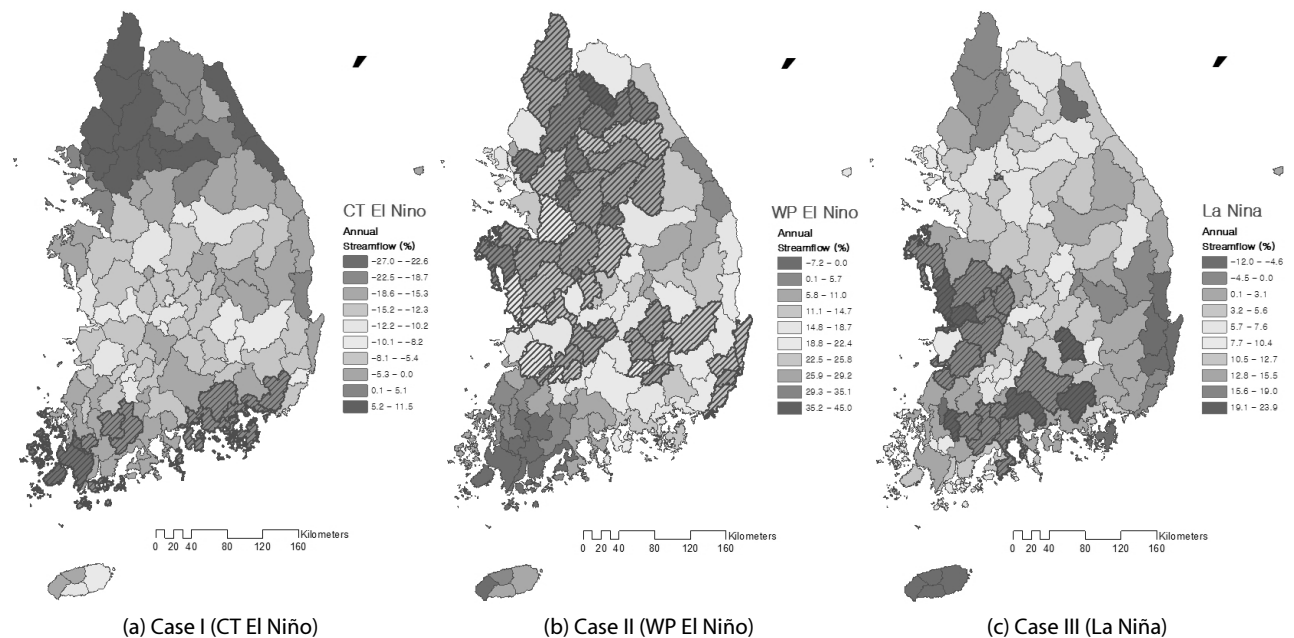 CT El Nino
Annual
Streamflow (%)
-27.0 - -22.6
-22.5 - -18.7
-18.6 - -15.3
-15.2 - -12.3
-12.2 - -10.2
-10.1 - -8.2
-8.1 - -5.4
-5.3 - 0.0
0.1 - 5.1
5.2 - 11.5
Kilometers
0 20 40 80 120 160
(a) Case I (CT El Niño)
WP El Nino
Annual
Streamflow (%)
-7.2 - 0.0
0.1 - 5.7
5.8 - 11.0
11.1 - 14.7
14.8 - 18.7
18.8 - 22.4
22.5 - 25.8
25.9 - 29.2
29.3 - 35.1
35.2 - 45.0
Kilometers
0 20 40 80 120 160
(b) Case II (WP El Niño)
La Nina
Annual
Streamflow (%)
-12.0 - -4.6
-4.5 - 0.0
0.1 - 3.1
3.2 - 5.6
5.7 - 7.6
7.7 - 10.4
10.5 - 12.7
12.8 - 15.5
15.6 - 19.0
19.1 - 23.9
Kilometers
0 20 40 80 120 160
(c) Case III (La Niña)